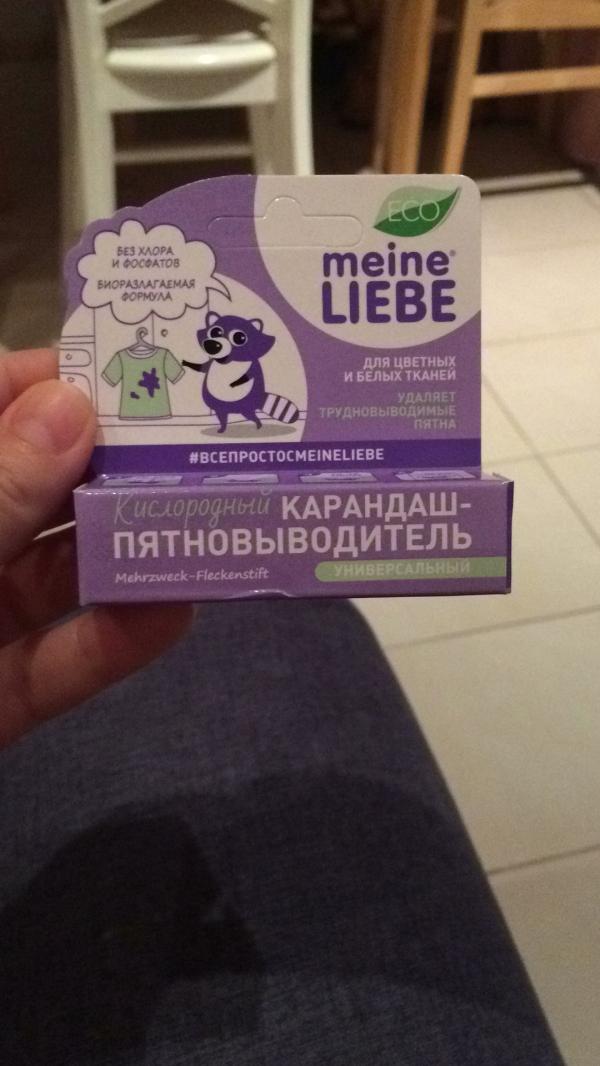 ECO
meine®
LIEBE
БЕЗ ХЛОРА
И ФОСФАТОВ
БИОРАЗЛАГАЕМАЯ
ФОРМУЛА
ДЛЯ ЦВЕТНЫХ
И БЕЛЫХ ТКАНЕЙ
УДАЛЯЕТ
ТРУДНОВЫВОДИМЫЕ
ПЯТНА
#ВСЕПРОСТОСMEINELIEBE
Кислородный КАРАНДАШ-
ПЯТНОВЫВОДИТЕЛЬ
Mehrzweck-Fleckenstift
УНИВЕРСАЛЬНЫЙ